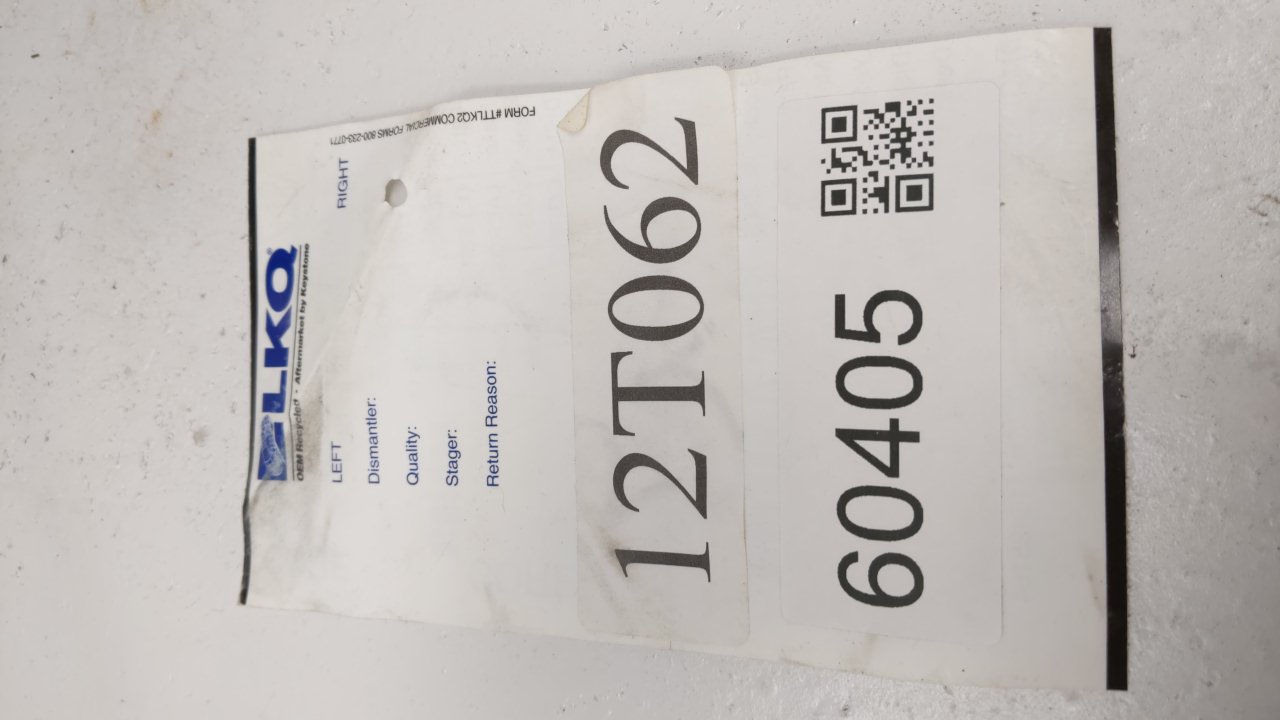 LKQ®
OEM Recycled • Aftermarket by Keystone
LEFT RIGHT
Dismantler:
Quality:
Stager:
Return Reason:
FORM #TTLKQ2 COMMERCIAL FORMS 800-233-0771
12T062
60405